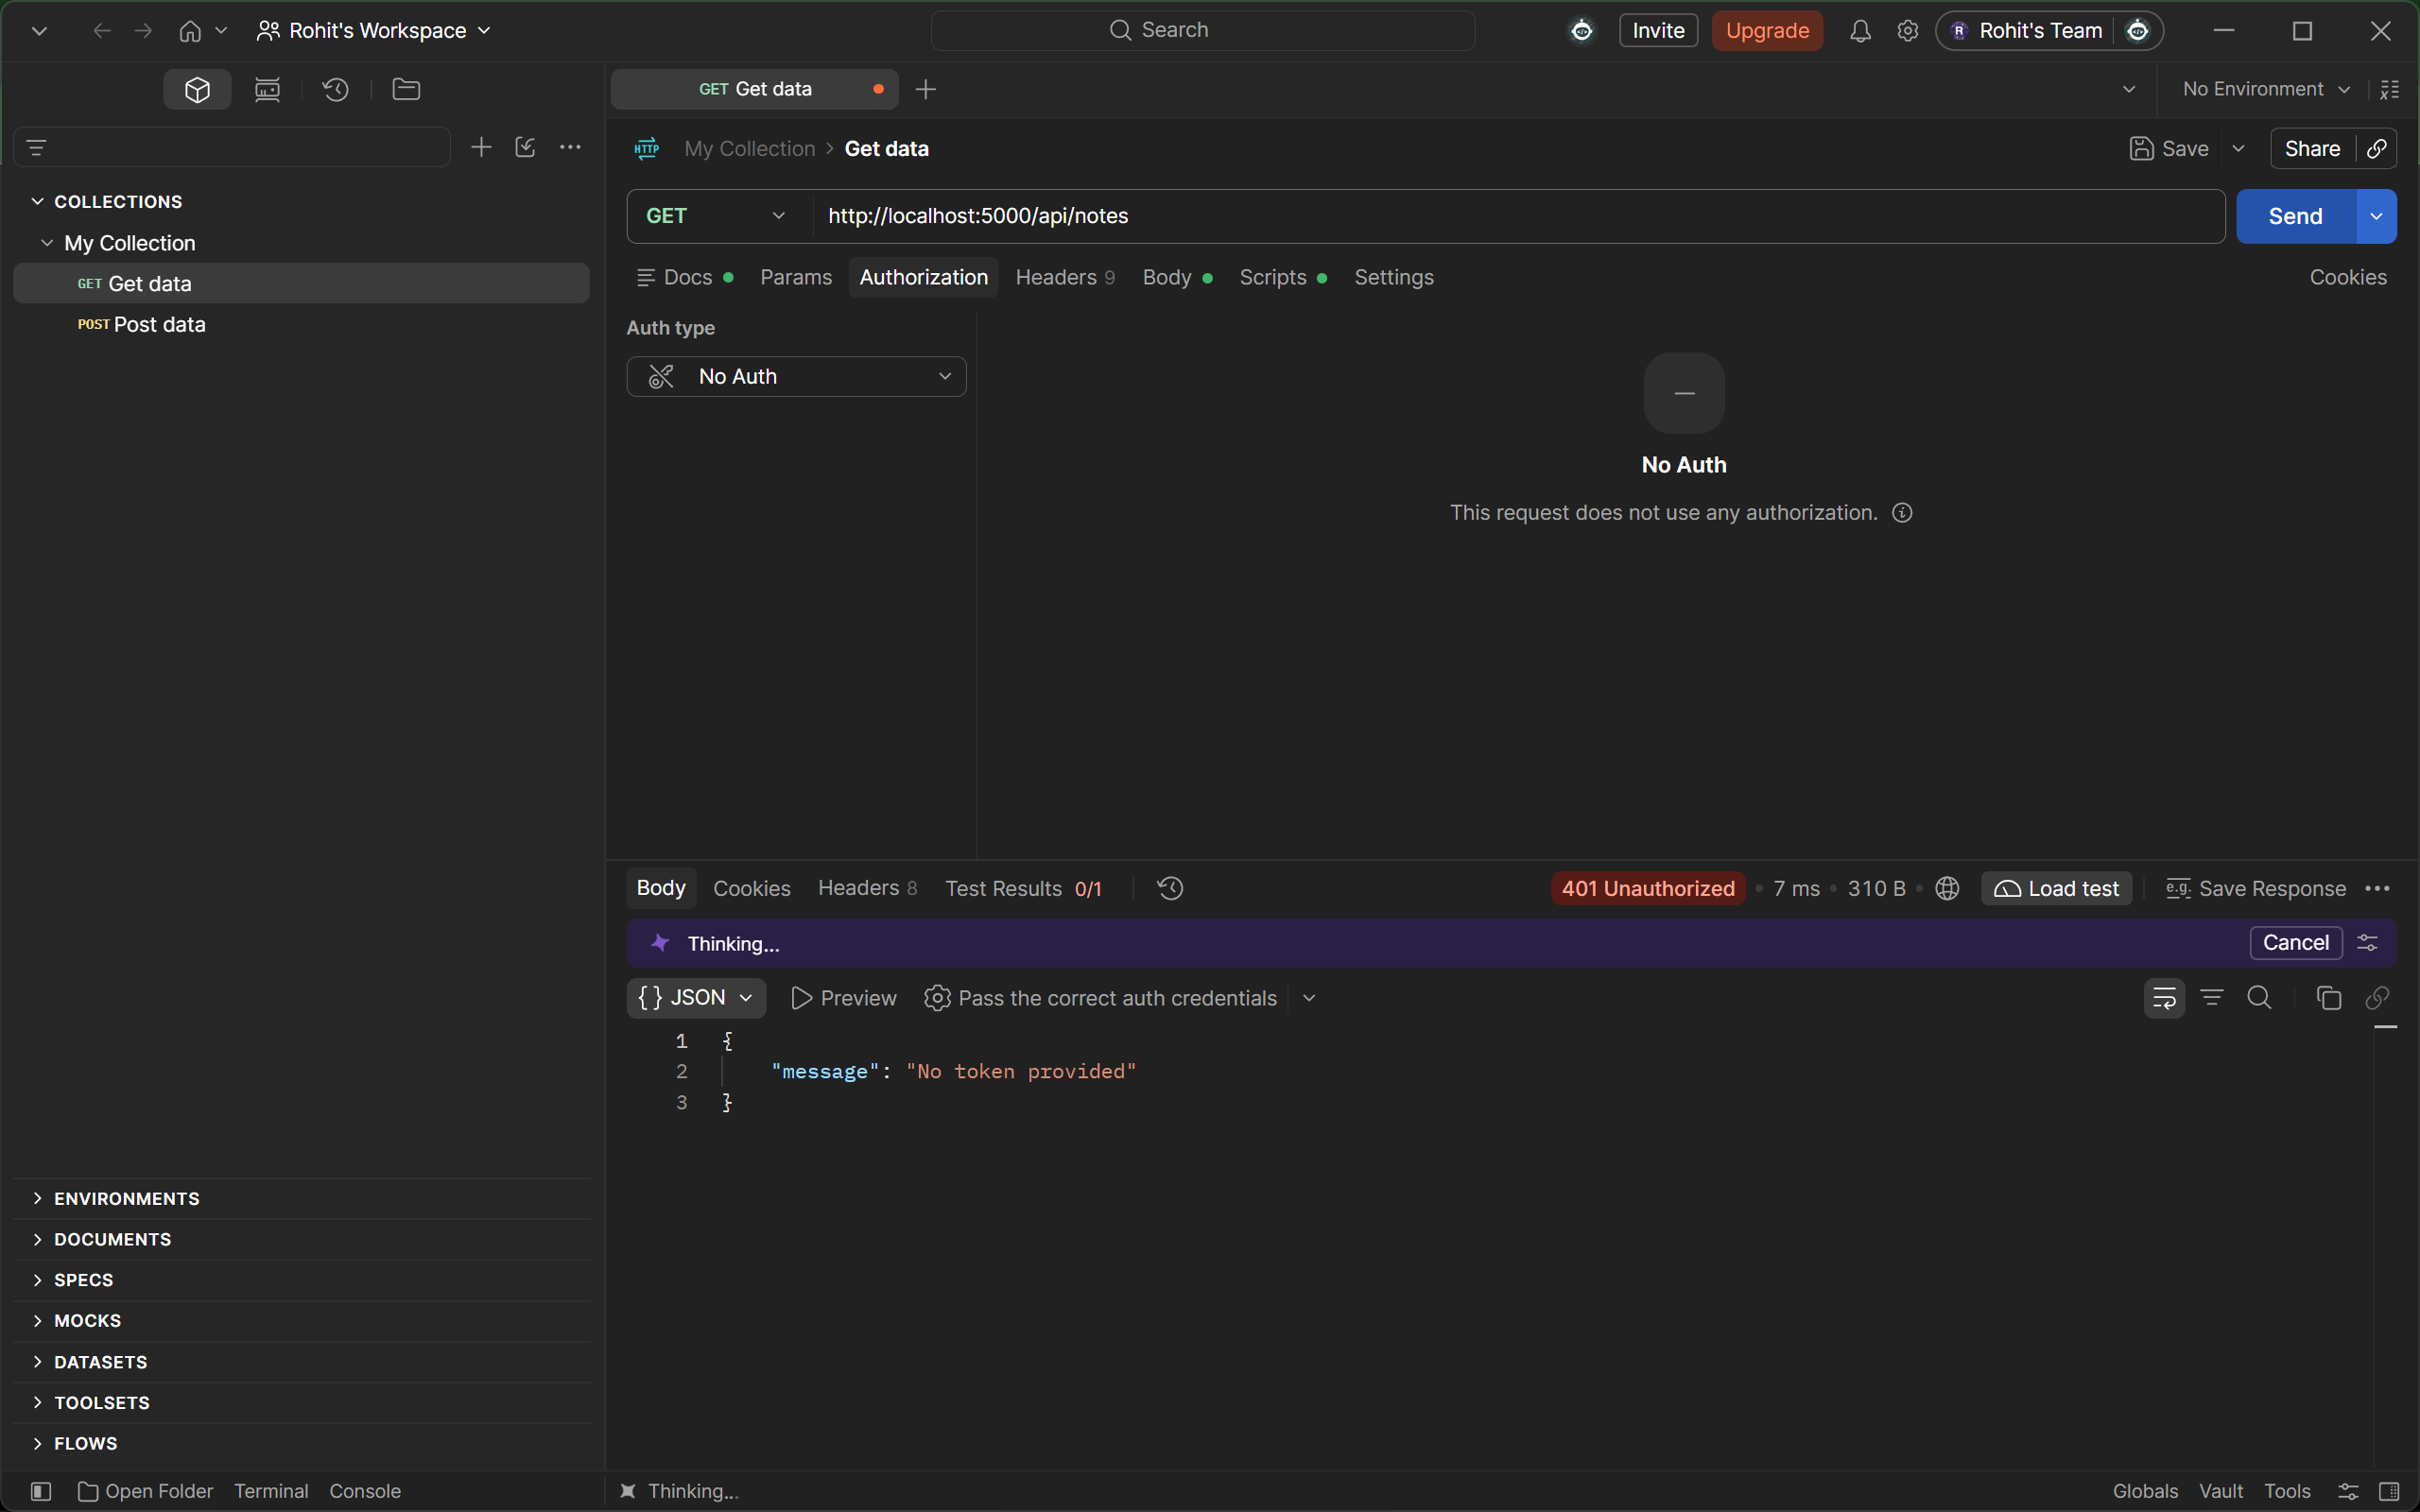 Rohit's Workspace
Search
Invite
Upgrade
R
Rohit's Team
GET Get data
No Environment
HTTP
My Collection > Get data
Save
Share
COLLECTIONS
My Collection
GET Get data
POST Post data
GET
http://localhost:5000/api/notes
Send
Docs
Params
Authorization
Headers 9
Body
Scripts
Settings
Cookies
Auth type
No Auth
No Auth
This request does not use any authorization.
Body
Cookies
Headers 8
Test Results 0/1
401 Unauthorized
7 ms
310 B
Load test
e.g. Save Response
Thinking...
Cancel
{} JSON
Preview
Pass the correct auth credentials
1 {
2 "message": "No token provided"
3 }
ENVIRONMENTS
DOCUMENTS
SPECS
MOCKS
DATASETS
TOOLSETS
FLOWS
Open Folder
Terminal
Console
Thinking...
Globals
Vault
Tools